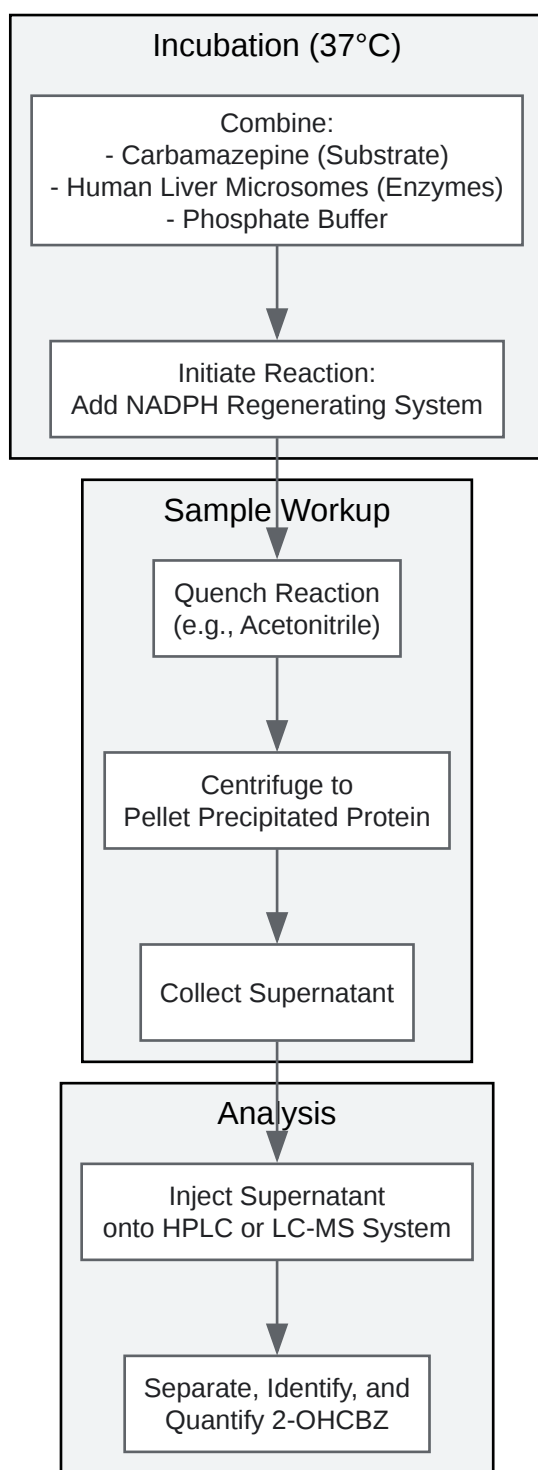 Incubation (37°C)
Combine:
- Carbamazepine (Substrate)
- Human Liver Microsomes (Enzymes)
- Phosphate Buffer
Initiate Reaction:
Add NADPH Regenerating System
Sample Workup
Quench Reaction
(e.g., Acetonitrile)
Centrifuge to
Pellet Precipitated Protein
Collect Supernatant
Analysis
Inject Supernatant
onto HPLC or LC-MS System
Separate, Identify, and
Quantify 2-OHCBZ